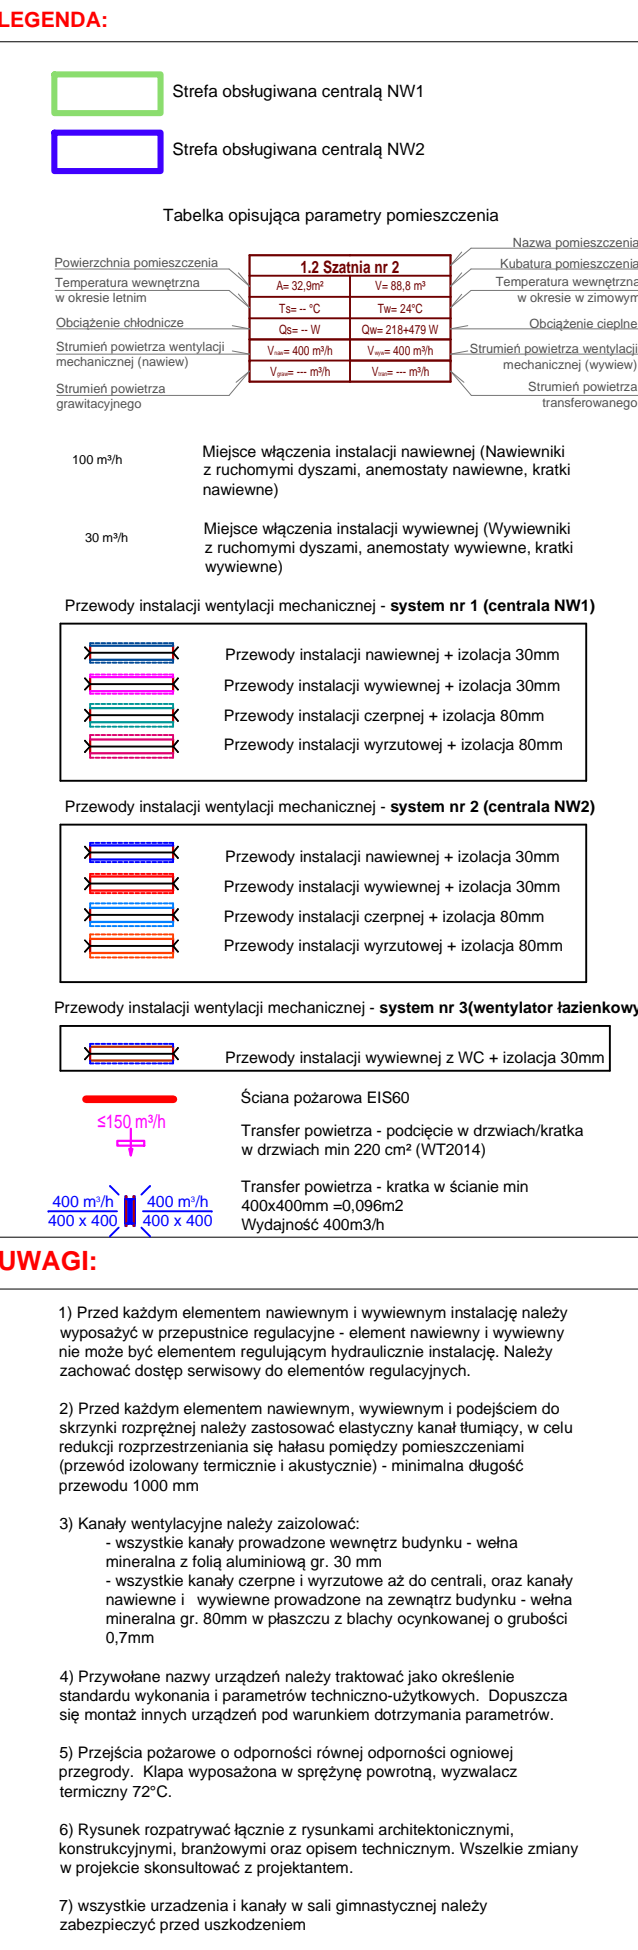 LEGENDA:
Strefa obsługiwana centralą NW1
Strefa obsługiwana centralą NW2
Tabelka opisująca parametry pomieszczenia
Nazwa pomieszczenia
Powierzchnia pomieszczenia
1.2 Szatnia nr 2
Kubatura pomieszczenia
Temperatura wewnętrzna
w okresie letnim
A= 32,9m²
V= 88,8 m³
Temperatura wewnętrzna
w okresie w zimowym
Ts= -- °C
Tw= 24°C
Obciążenie chłodnicze
Qs= -- W
Qw= 218+479 W
Obciążenie cieplne
Strumień powietrza wentylacji
mechanicznej (nawiew)
Vnaw= 400 m³/h
Vwyw= 400 m³/h
Strumień powietrza wentylacji
mechanicznej (wywiew)
Strumień powietrza
grawitacyjnego
Vgraw= --- m³/h
Vtran= --- m³/h
Strumień powietrza
transferowanego
100 m³/h
Miejsce włączenia instalacji nawiewnej (Nawiewniki
z ruchomymi dyszami, anemostaty nawiewne, kratki
nawiewne)
30 m³/h
Miejsce włączenia instalacji wywiewnej (Wywiewniki
z ruchomymi dyszami, anemostaty wywiewne, kratki
wywiewne)
Przewody instalacji wentylacji mechanicznej - system nr 1 (centrala NW1)
Przewody instalacji nawiewnej + izolacja 30mm
Przewody instalacji wywiewnej + izolacja 30mm
Przewody instalacji czerpnej + izolacja 80mm
Przewody instalacji wyrzutowej + izolacja 80mm
Przewody instalacji wentylacji mechanicznej - system nr 2 (centrala NW2)
Przewody instalacji nawiewnej + izolacja 30mm
Przewody instalacji wywiewnej + izolacja 30mm
Przewody instalacji czerpnej + izolacja 80mm
Przewody instalacji wyrzutowej + izolacja 80mm
Przewody instalacji wentylacji mechanicznej - system nr 3(wentylator łazienkowy
Przewody instalacji wywiewnej z WC + izolacja 30mm
Ściana pożarowa EIS60
≤150 m³/h
Transfer powietrza - podcięcie w drzwiach/kratka
w drzwiach min 220 cm² (WT2014)
400 m³/h
400 x 400
400 m³/h
400 x 400
Transfer powietrza - kratka w ścianie min
400x400mm =0,096m2
Wydajność 400m3/h
UWAGI:
1) Przed każdym elementem nawiewnym i wywiewnym instalację należy
wyposażyć w przepustnice regulacyjne - element nawiewny i wywiewny
nie może być elementem regulującym hydraulicznie instalację. Należy
zachować dostęp serwisowy do elementów regulacyjnych.
2) Przed każdym elementem nawiewnym, wywiewnym i podejściem do
skrzynki rozprężnej należy zastosować elastyczny kanał tłumiący, w celu
redukcji rozprzestrzeniania się hałasu pomiędzy pomieszczeniami
(przewód izolowany termicznie i akustycznie) - minimalna długość
przewodu 1000 mm
3) Kanały wentylacyjne należy zaizolować:
- wszystkie kanały prowadzone wewnętrz budynku - wełna
mineralna z folią aluminiową gr. 30 mm
- wszystkie kanały czerpne i wyrzutowe aż do centrali, oraz kanały
nawiewne i wywiewne prowadzone na zewnątrz budynku - wełna
mineralna gr. 80mm w płaszczu z blachy ocynkowanej o grubości
0,7mm
4) Przywołane nazwy urządzeń należy traktować jako określenie
standardu wykonania i parametrów techniczno-użytkowych. Dopuszcza
się montaż innych urządzeń pod warunkiem dotrzymania parametrów.
5) Przejścia pożarowe o odporności równej odporności ogniowej
przegrody. Klapa wyposażona w sprężynę powrotną, wyzwalacz
termiczny 72°C.
6) Rysunek rozpatrywać łącznie z rysunkami architektonicznymi,
konstrukcyjnymi, branżowymi oraz opisem technicznym. Wszelkie zmiany
w projekcie skonsultować z projektantem.
7) wszystkie urzadzenia i kanały w sali gimnastycznej należy
zabezpieczyć przed uszkodzeniem